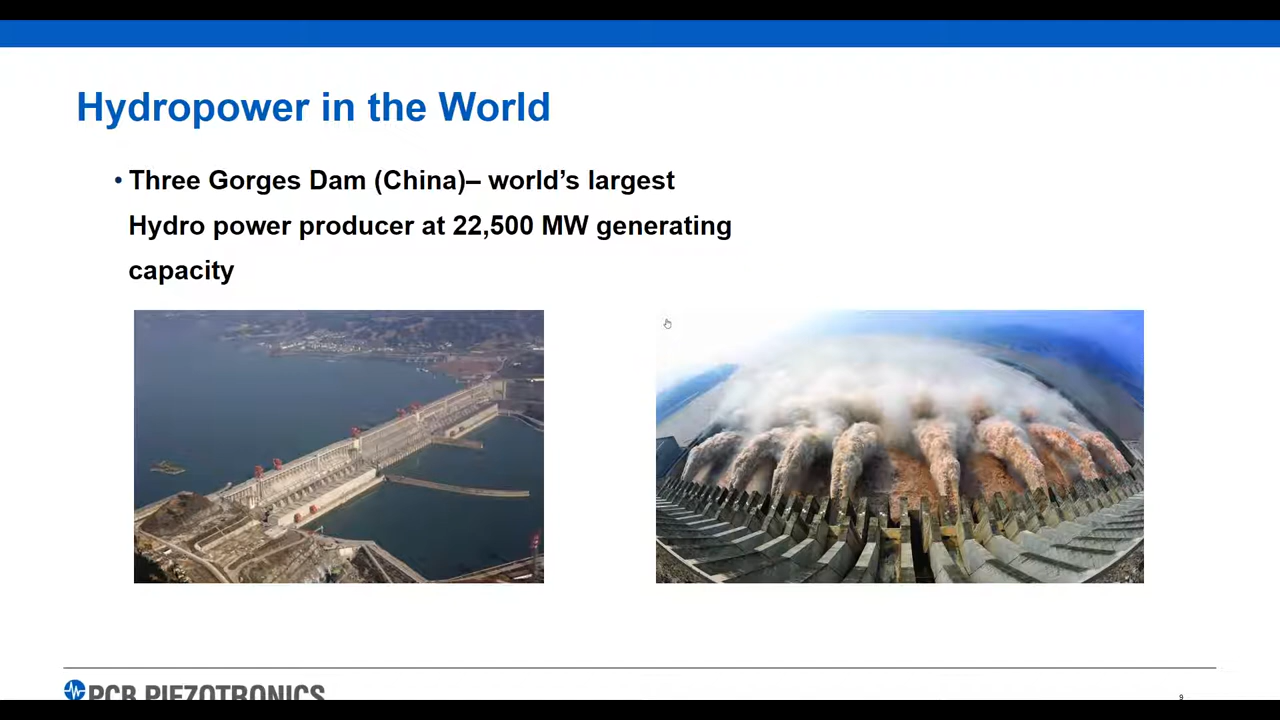 Hydropower in the World
• Three Gorges Dam (China)– world’s largest
Hydro power producer at 22,500 MW generating
capacity
PCB PIEZOTRONICS
9